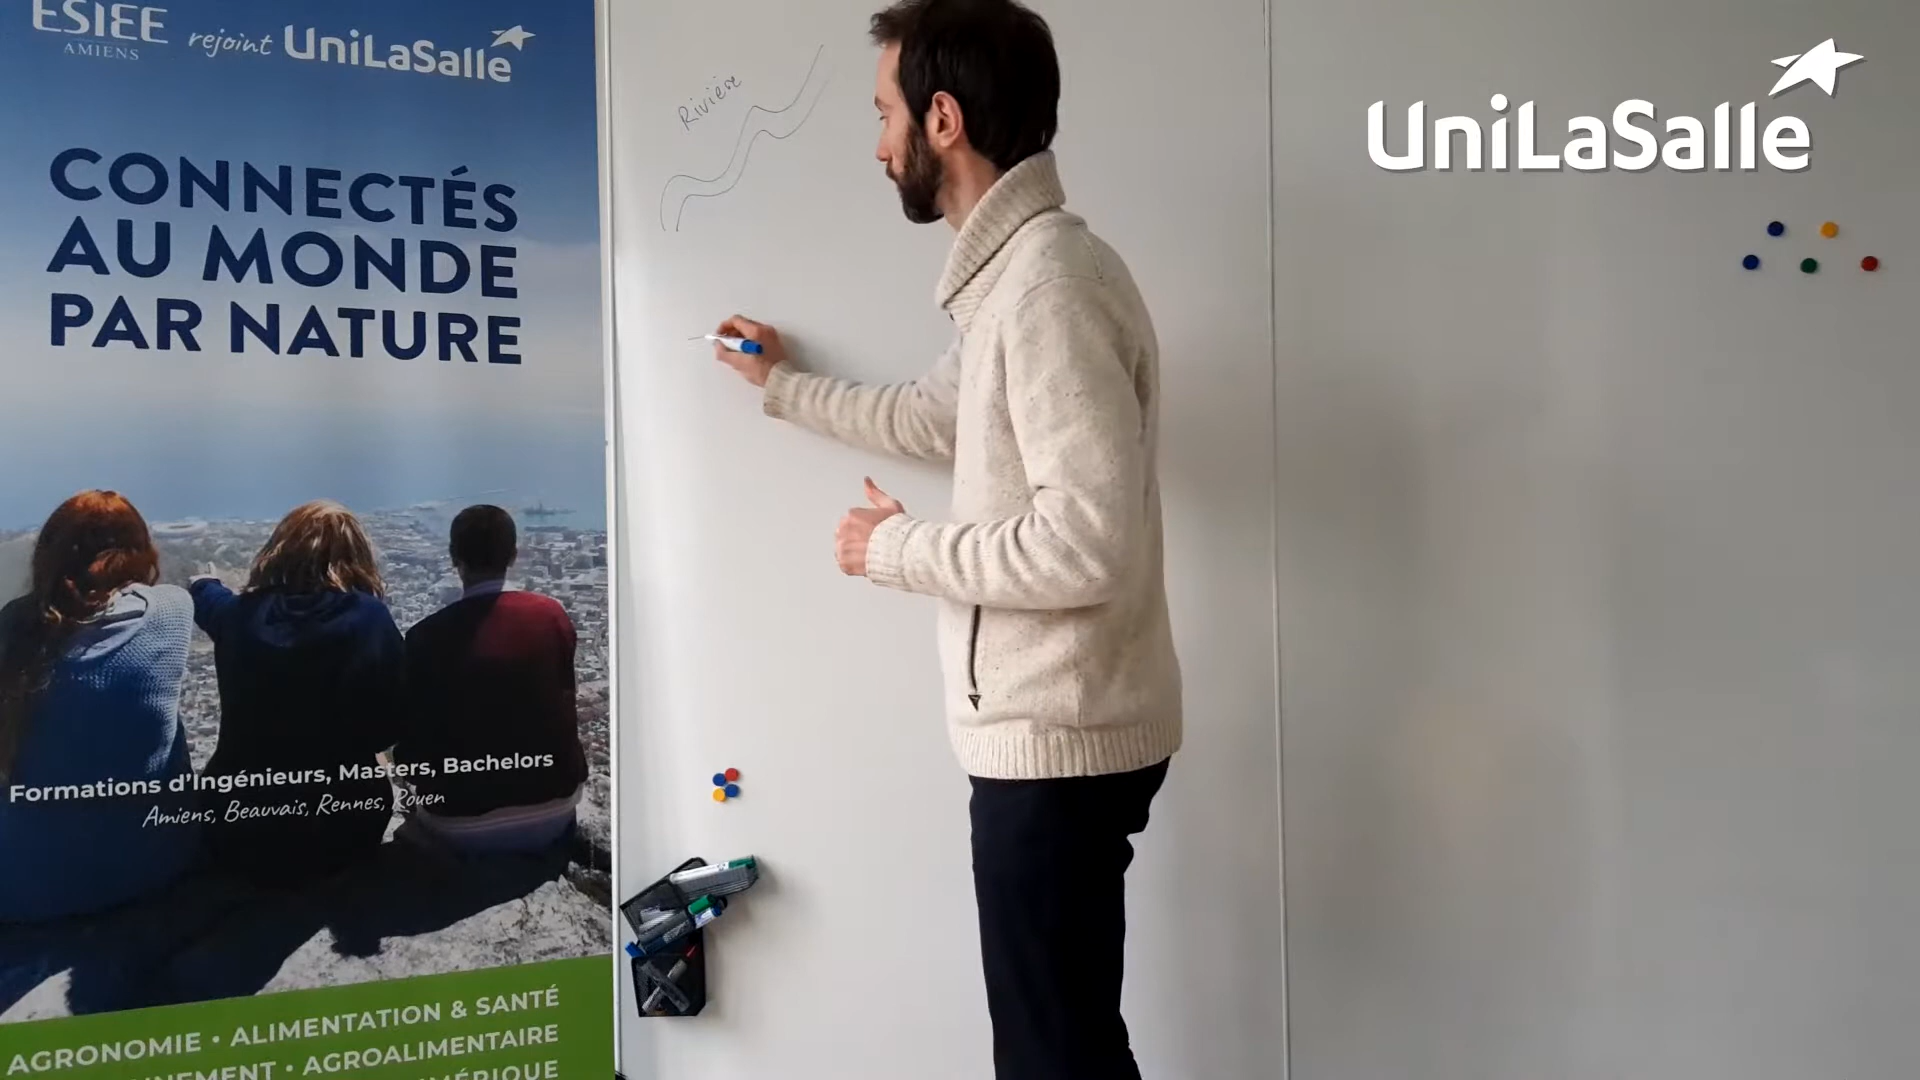 ESIEE
AMIENS
rejoint UniLaSalle
CONNECTÉS
AU MONDE
PAR NATURE
Formations d'Ingénieurs, Masters, Bachelors
Amiens, Beauvais, Rennes, Rouen
AGRONOMIE • ALIMENTATION & SANTÉ
• AGROALIMENTAIRE
Rivière
UniLaSalle